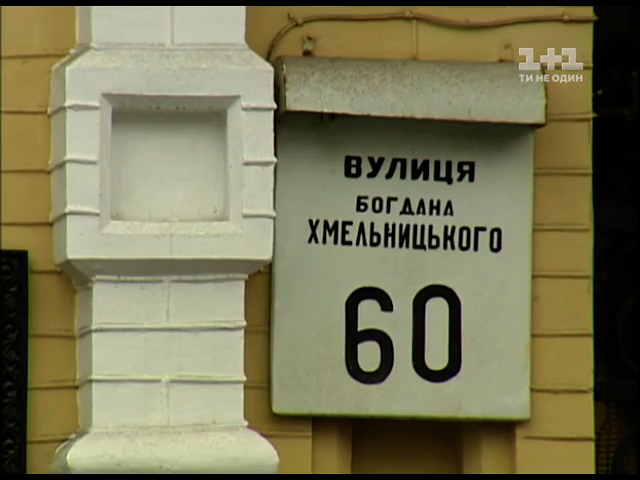 1+1
ТИ НЕ ОДИН
ВУЛИЦЯ
БОГДАНА
ХМЕЛЬНИЦЬКОГО
60